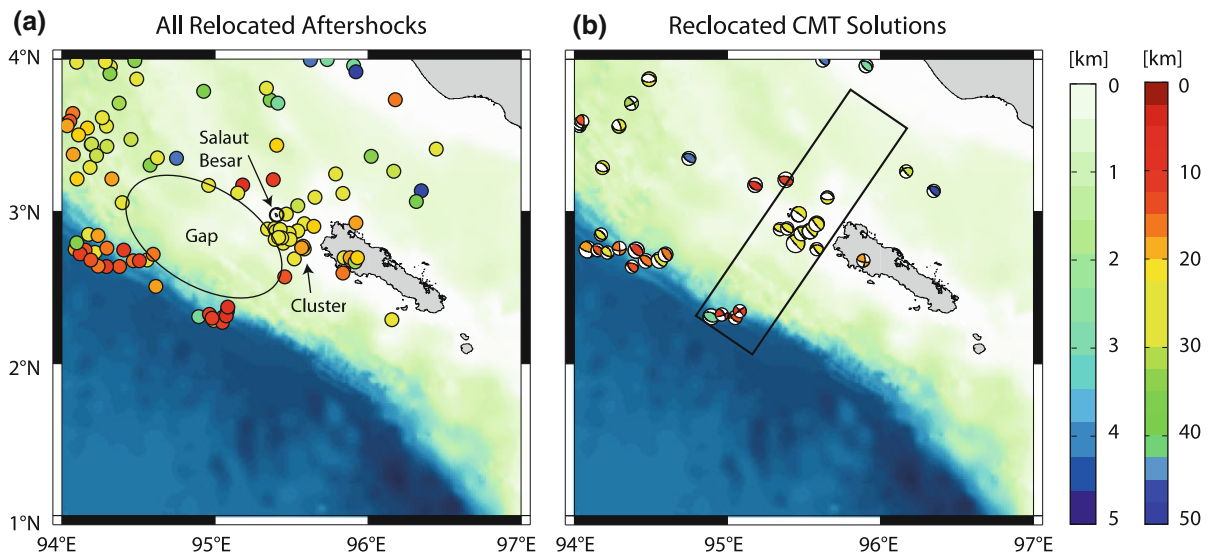 (a) All Relocated Aftershocks
(b) Reclocated CMT Solutions
4°N
3°N
2°N
1°N
94°E 95°E 96°E 97°E
Salaut
Besar
Gap
Cluster
94°E 95°E 96°E 97°E
[km] [km]
0 0
1 10
2 20
3 30
4 40
5 50